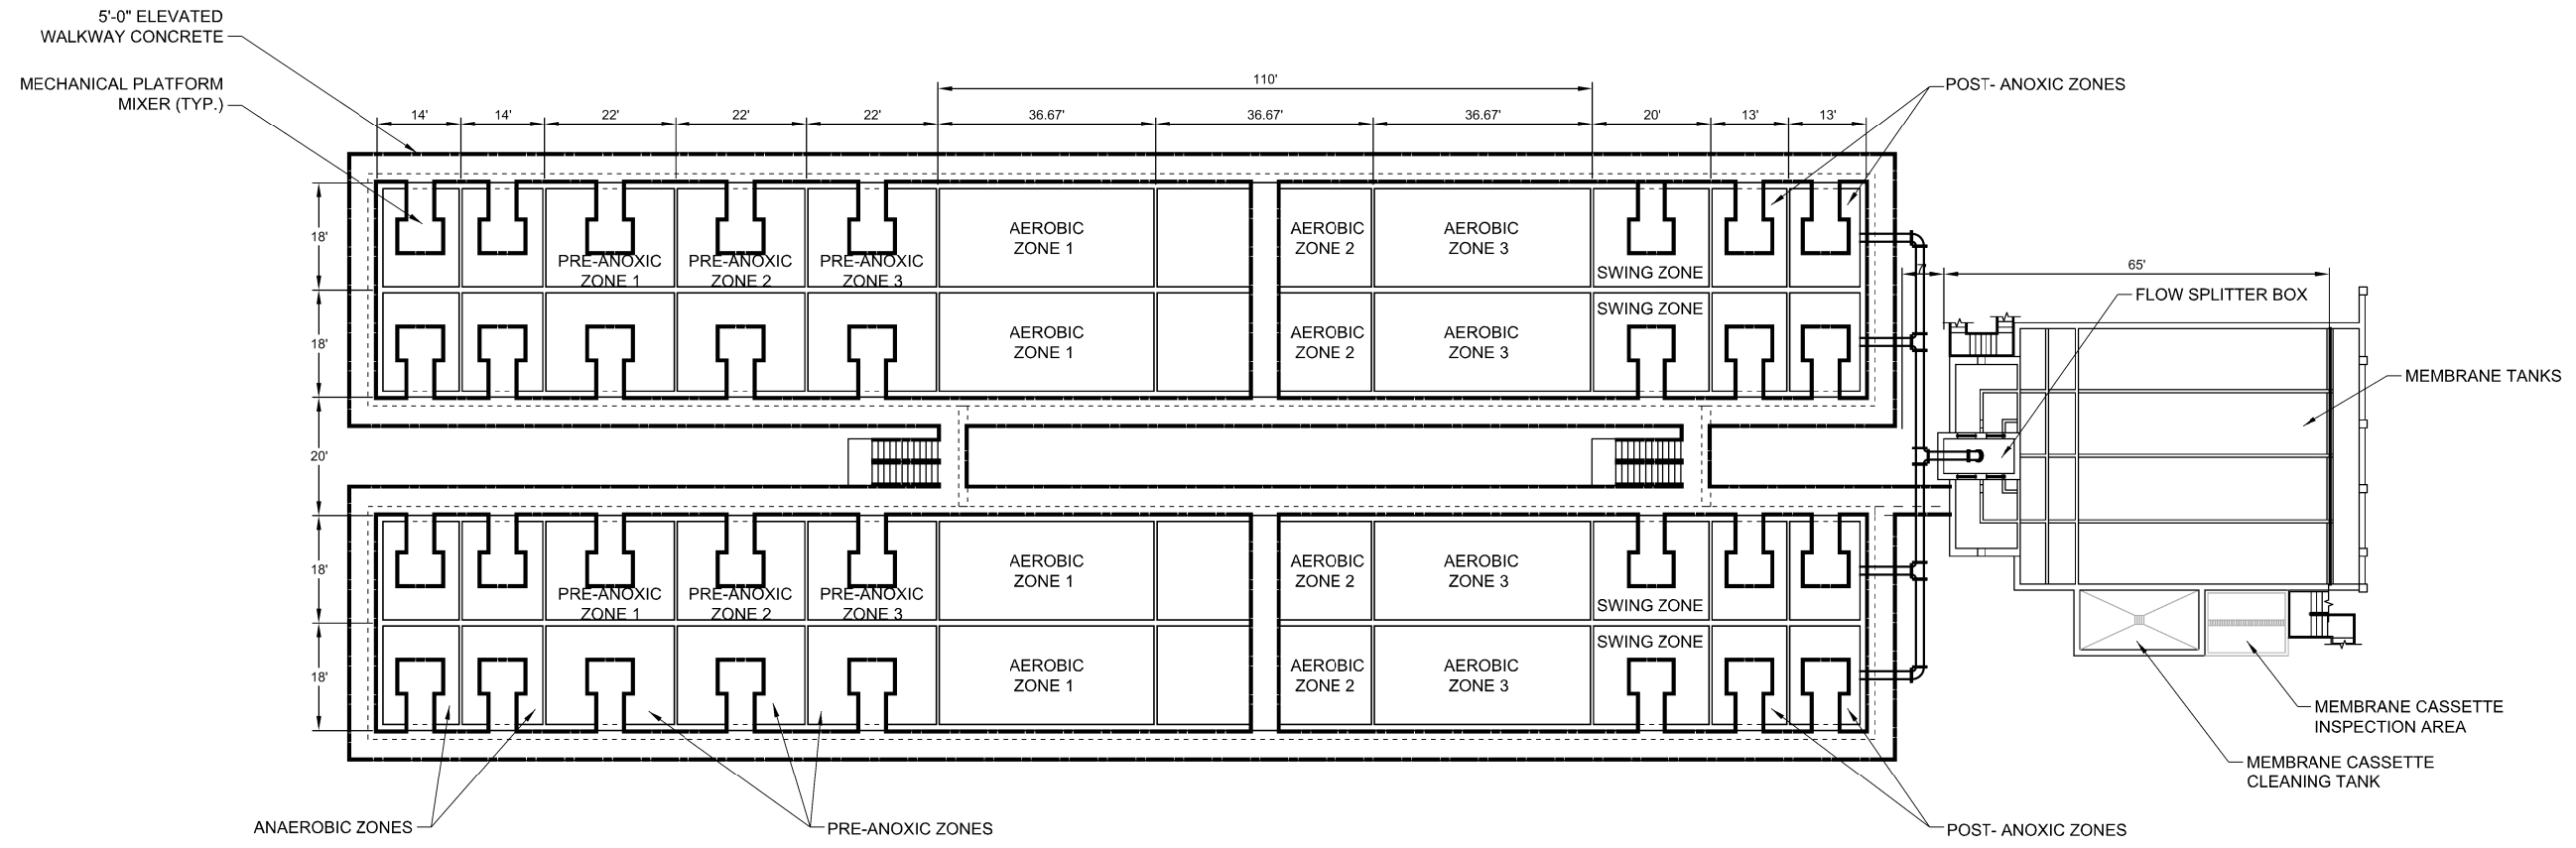 5'-0" ELEVATED
WALKWAY CONCRETE
MECHANICAL PLATFORM
MIXER (TYP.)
110'
POST- ANOXIC ZONES
14'
14'
22'
22'
22'
36.67'
36.67'
36.67'
20'
13'
13'
18'
AEROBIC
ZONE 1
AEROBIC
ZONE 2
AEROBIC
ZONE 3
PRE-ANOXIC
ZONE 1
PRE-ANOXIC
ZONE 2
PRE-ANOXIC
ZONE 3
SWING ZONE
7'
65'
FLOW SPLITTER BOX
18'
SWING ZONE
AEROBIC
ZONE 1
AEROBIC
ZONE 2
AEROBIC
ZONE 3
MEMBRANE TANKS
20'
18'
AEROBIC
ZONE 1
AEROBIC
ZONE 2
AEROBIC
ZONE 3
PRE-ANOXIC
ZONE 1
PRE-ANOXIC
ZONE 2
PRE-ANOXIC
ZONE 3
SWING ZONE
18'
SWING ZONE
AEROBIC
ZONE 1
AEROBIC
ZONE 2
AEROBIC
ZONE 3
MEMBRANE CASSETTE
INSPECTION AREA
MEMBRANE CASSETTE
CLEANING TANK
ANAEROBIC ZONES
PRE-ANOXIC ZONES
POST- ANOXIC ZONES